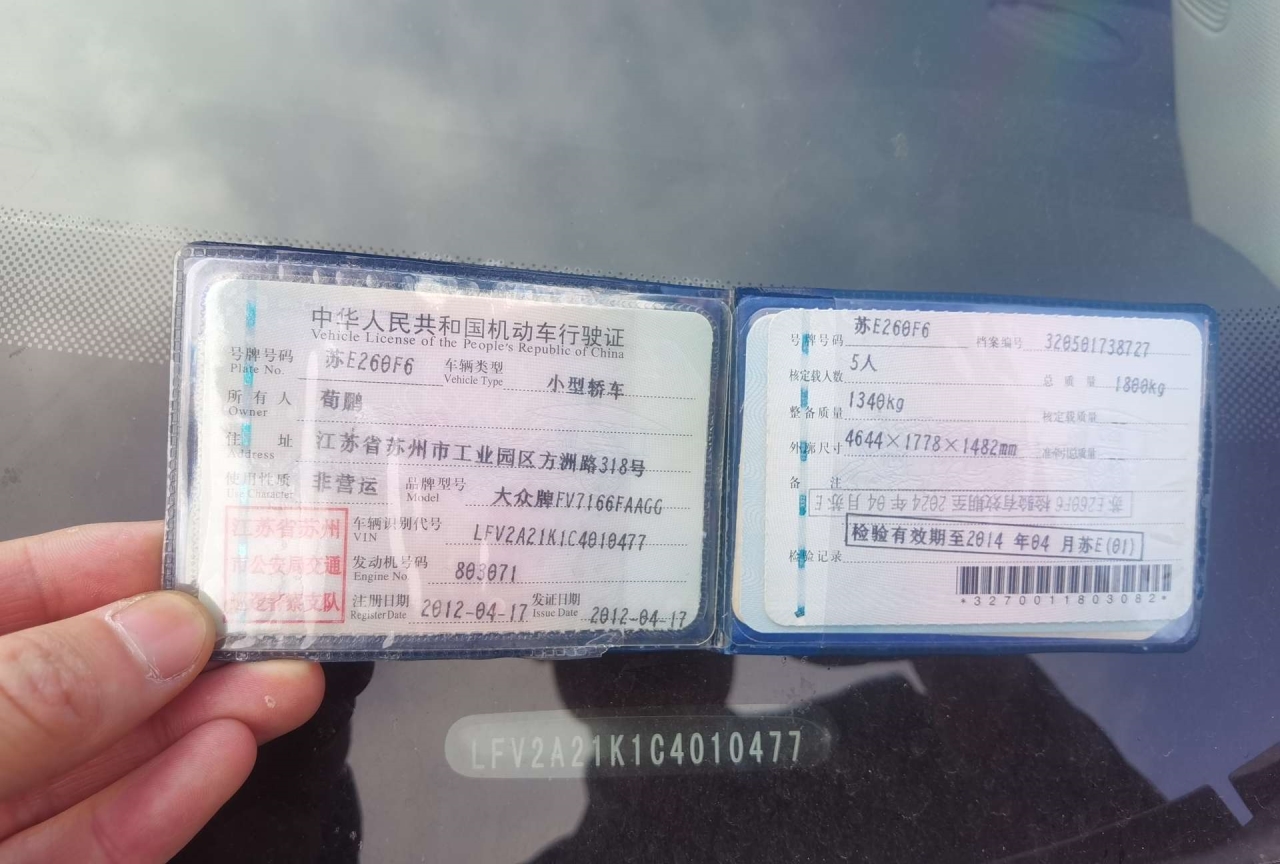 中华人民共和国机动车行驶证
Vehicle License of the People's Republic of China
号牌号码 苏E260F6 车辆类型 小型轿车
Plate No. Vehicle Type
所有人 荀鹏
Owner
住址 江苏省苏州市工业园区方洲路318号
Address
使用性质 非营运 品牌型号 大众牌FV7166FAAGG
Use Character Model
江苏省苏州
市公安局交通
巡逻警察支队
车辆识别代号 LFV2A21K1C4010477
VIN
发动机号码 803071
Engine No.
注册日期 2012-04-17 发证日期 2012-04-17
Register Date Issue Date
号牌号码 苏E260F6 档案编号 320501738727
核定载人数 5人 总质量 1800kg
整备质量 1340kg 核定载质量
外廓尺寸 4644×1778×1482mm 准牵引总质量
备注
检验有效期至2014年04月苏E(01)
检验记录
*3270011803082*
LFV2A21K1C4010477